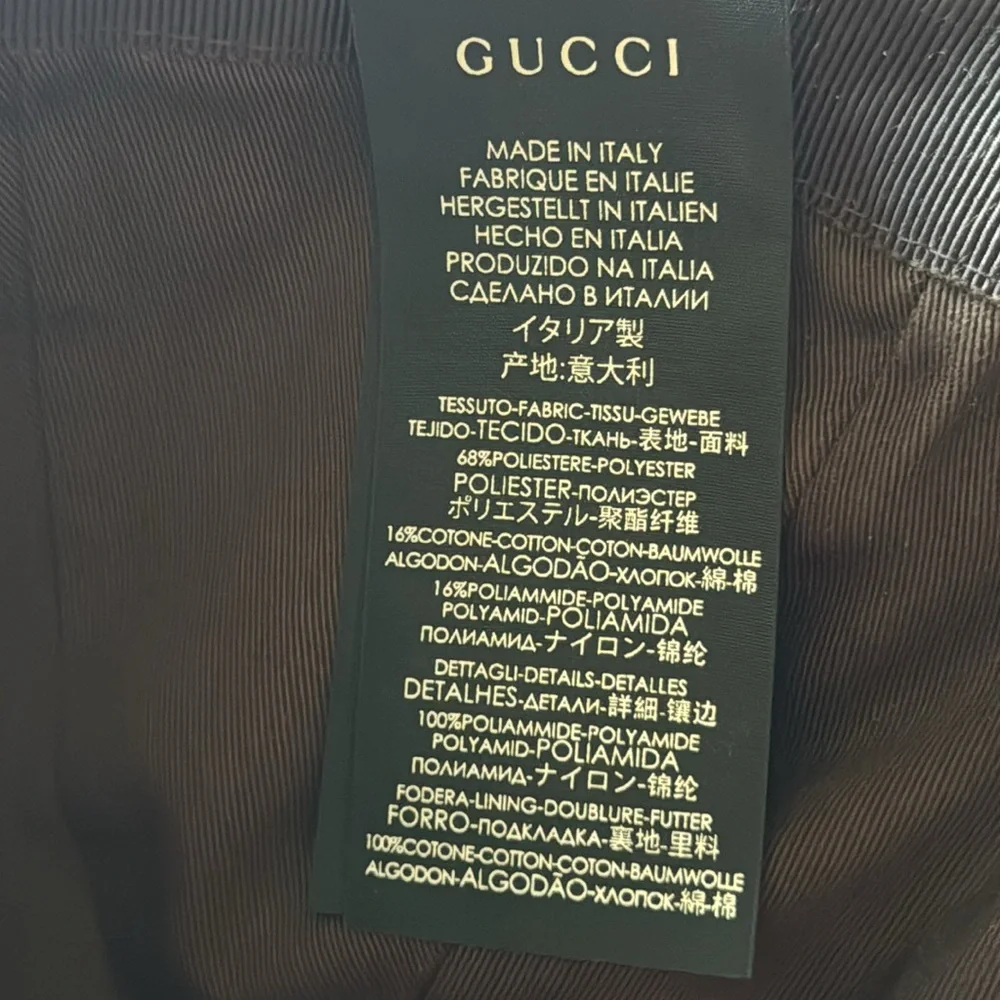 GUCCI
MADE IN ITALY
FABRIQUE EN ITALIE
HERGESTELLT IN ITALIEN
HECHO EN ITALIA
PRODUZIDO NA ITALIA
СДЕЛАНО В ИТАЛИИ
イタリア製
产地:意大利
TESSUTO-FABRIC-TISSU-GEWEBE
TEJIDO-TECIDO-ТКАНЬ-表地-面料
68%POLIESTERE-POLYESTER
POLIESTER-ПОЛИЭСТЕР
ポリエステル-聚酯纤维
16%COTONE-COTTON-COTON-BAUMWOLLE
ALGODON-ALGODÃO-ХЛОПОК-綿-棉
16%POLIAMMIDE-POLYAMIDE
POLYAMID-POLIAMIDA
ПОЛИАМИД-ナイロン-锦纶
DETTAGLI-DETAILS-DETALLES
DETALHES-ДЕТАЛИ-詳細-镶边
100%POLIAMMIDE-POLYAMIDE
POLYAMID-POLIAMIDA
ПОЛИАМИД-ナイロン-锦纶
FODERA-LINING-DOUBLURE-FUTTER
FORRO-ПОДКЛАДКА-裏地-里料
100%COTONE-COTTON-COTON-BAUMWOLLE
ALGODON-ALGODÃO-ХЛОПОК-綿-棉